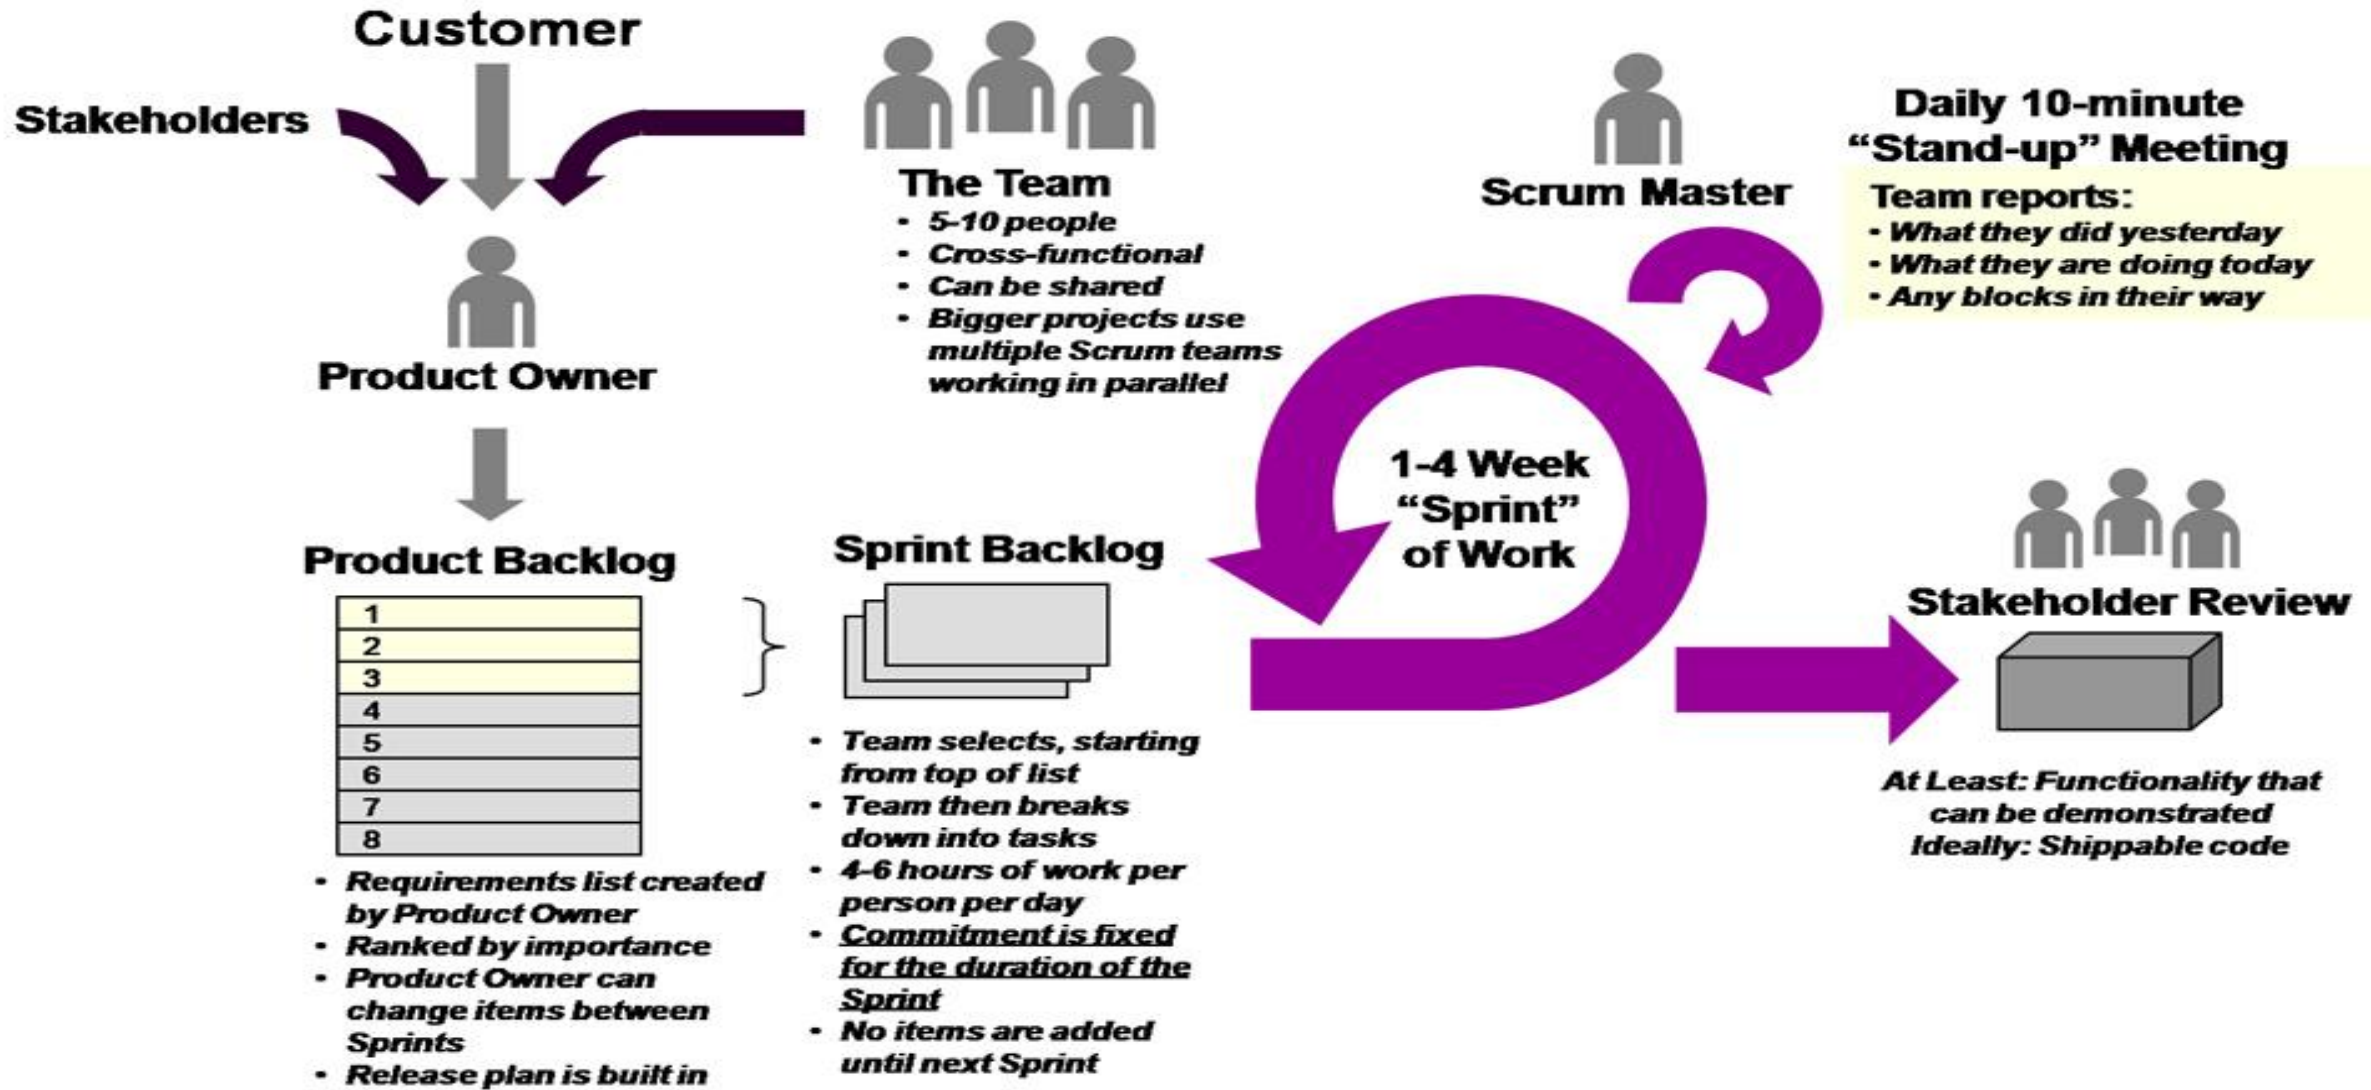 Customer
Stakeholders
Product Owner
The Team
• 5-10 people
• Cross-functional
• Can be shared
• Bigger projects use
multiple Scrum teams
working in parallel
Scrum Master
Daily 10-minute
“Stand-up” Meeting
Team reports:
• What they did yesterday
• What they are doing today
• Any blocks in their way
Product Backlog
1
2
3
4
5
6
7
8
• Requirements list created
by Product Owner
• Ranked by importance
• Product Owner can
change items between
Sprints
• Release plan is built in
Sprint Backlog
• Team selects, starting
from top of list
• Team then breaks
down into tasks
• 4-6 hours of work per
person per day
• Commitment is fixed
for the duration of the
Sprint
• No items are added
until next Sprint
1-4 Week
“Sprint”
of Work
Stakeholder Review
At Least: Functionality that
can be demonstrated
Ideally: Shippable code